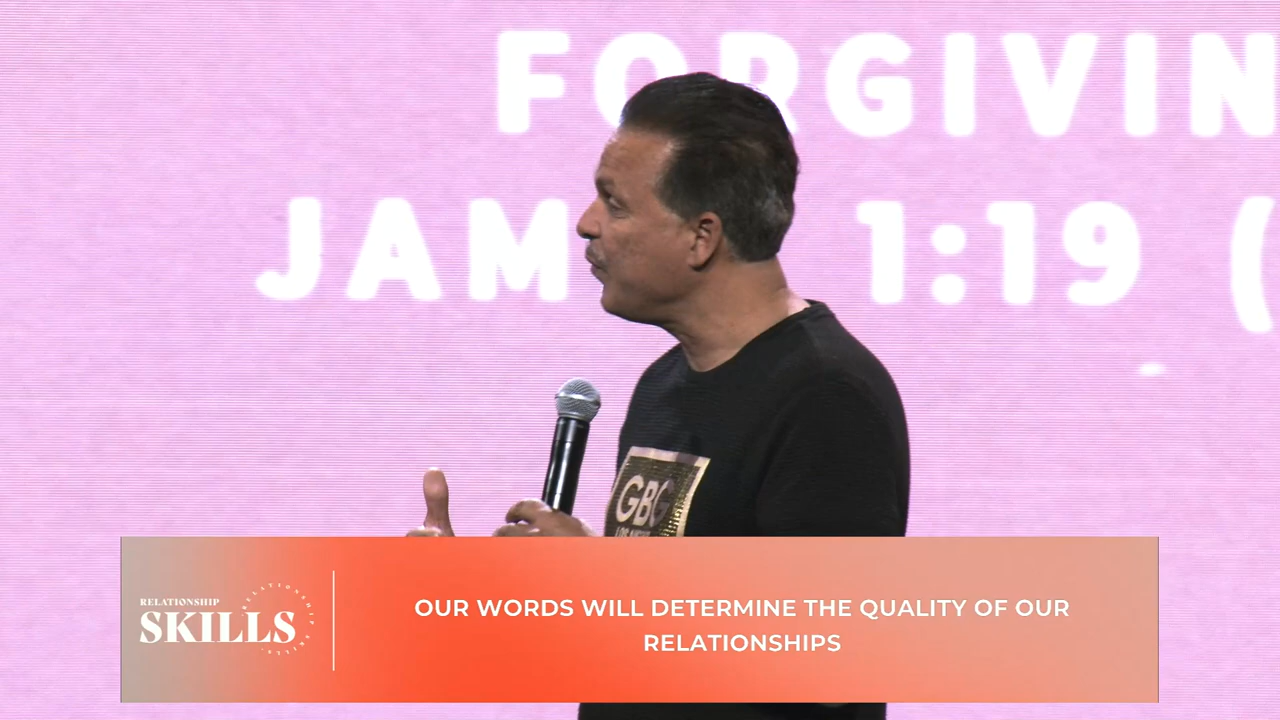 FORGIVIN
JAM 1:19 (
GBG
RELATIONSHIP
SKILLS
OUR WORDS WILL DETERMINE THE QUALITY OF OUR
RELATIONSHIPS